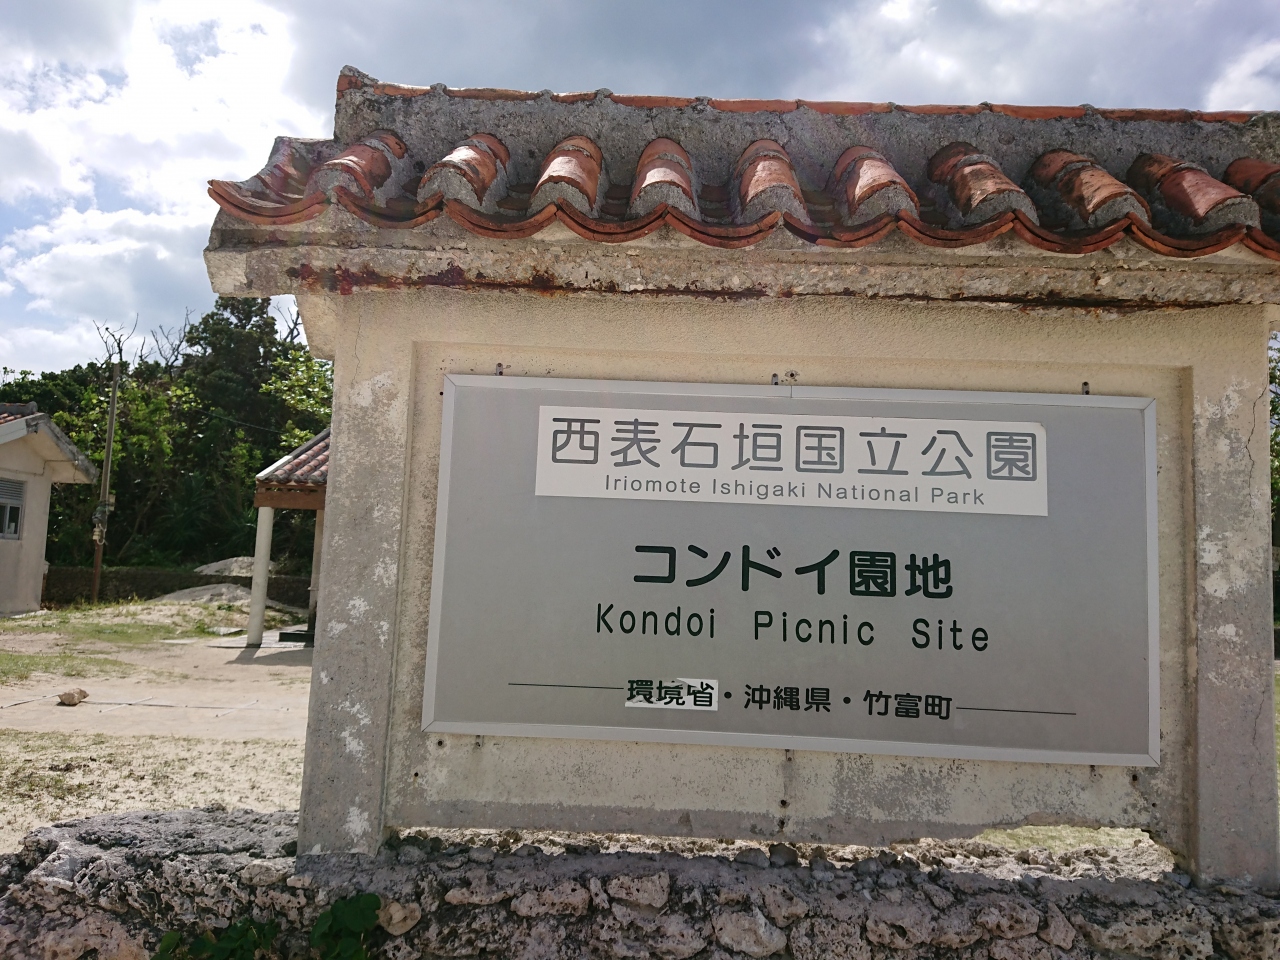 西表石垣国立公園
Iriomote Ishigaki National Park
コンドイ園地
Kondoi Picnic Site
環境省・沖縄県・竹富町